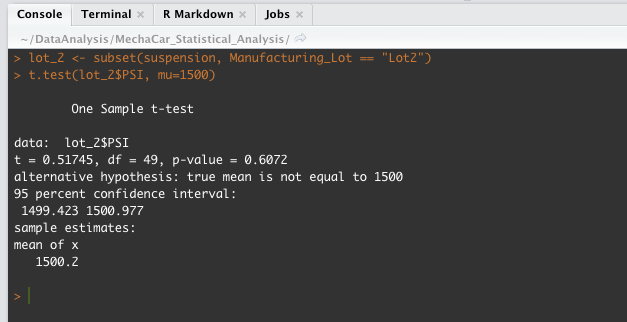 Console Terminal × R Markdown × Jobs ×
~/DataAnalysis/MechaCar_Statistical_Analysis/
> lot_2 <- subset(suspension, Manufacturing_Lot == "Lot2")
> t.test(lot_2$PSI, mu=1500)
One Sample t-test
data:  lot_2$PSI
t = 0.51745, df = 49, p-value = 0.6072
alternative hypothesis: true mean is not equal to 1500
95 percent confidence interval:
 1499.423 1500.977
sample estimates:
mean of x
   1500.2
>